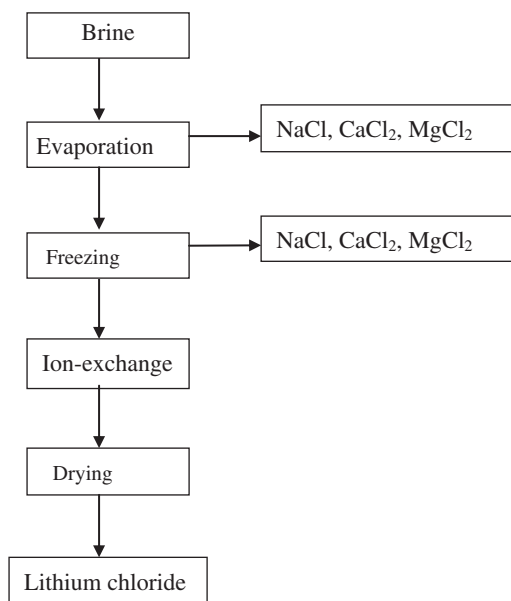 Brine
Evaporation
NaCl, CaCl₂, MgCl₂
Freezing
NaCl, CaCl₂, MgCl₂
Ion-exchange
Drying
Lithium chloride